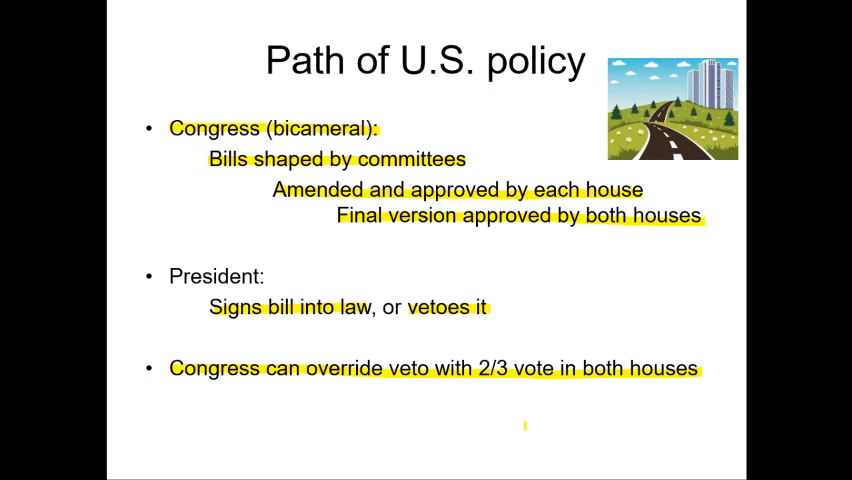 Path of U.S. policy
• Congress (bicameral):
Bills shaped by committees
Amended and approved by each house
Final version approved by both houses
• President:
Signs bill into law, or vetoes it
• Congress can override veto with 2/3 vote in both houses